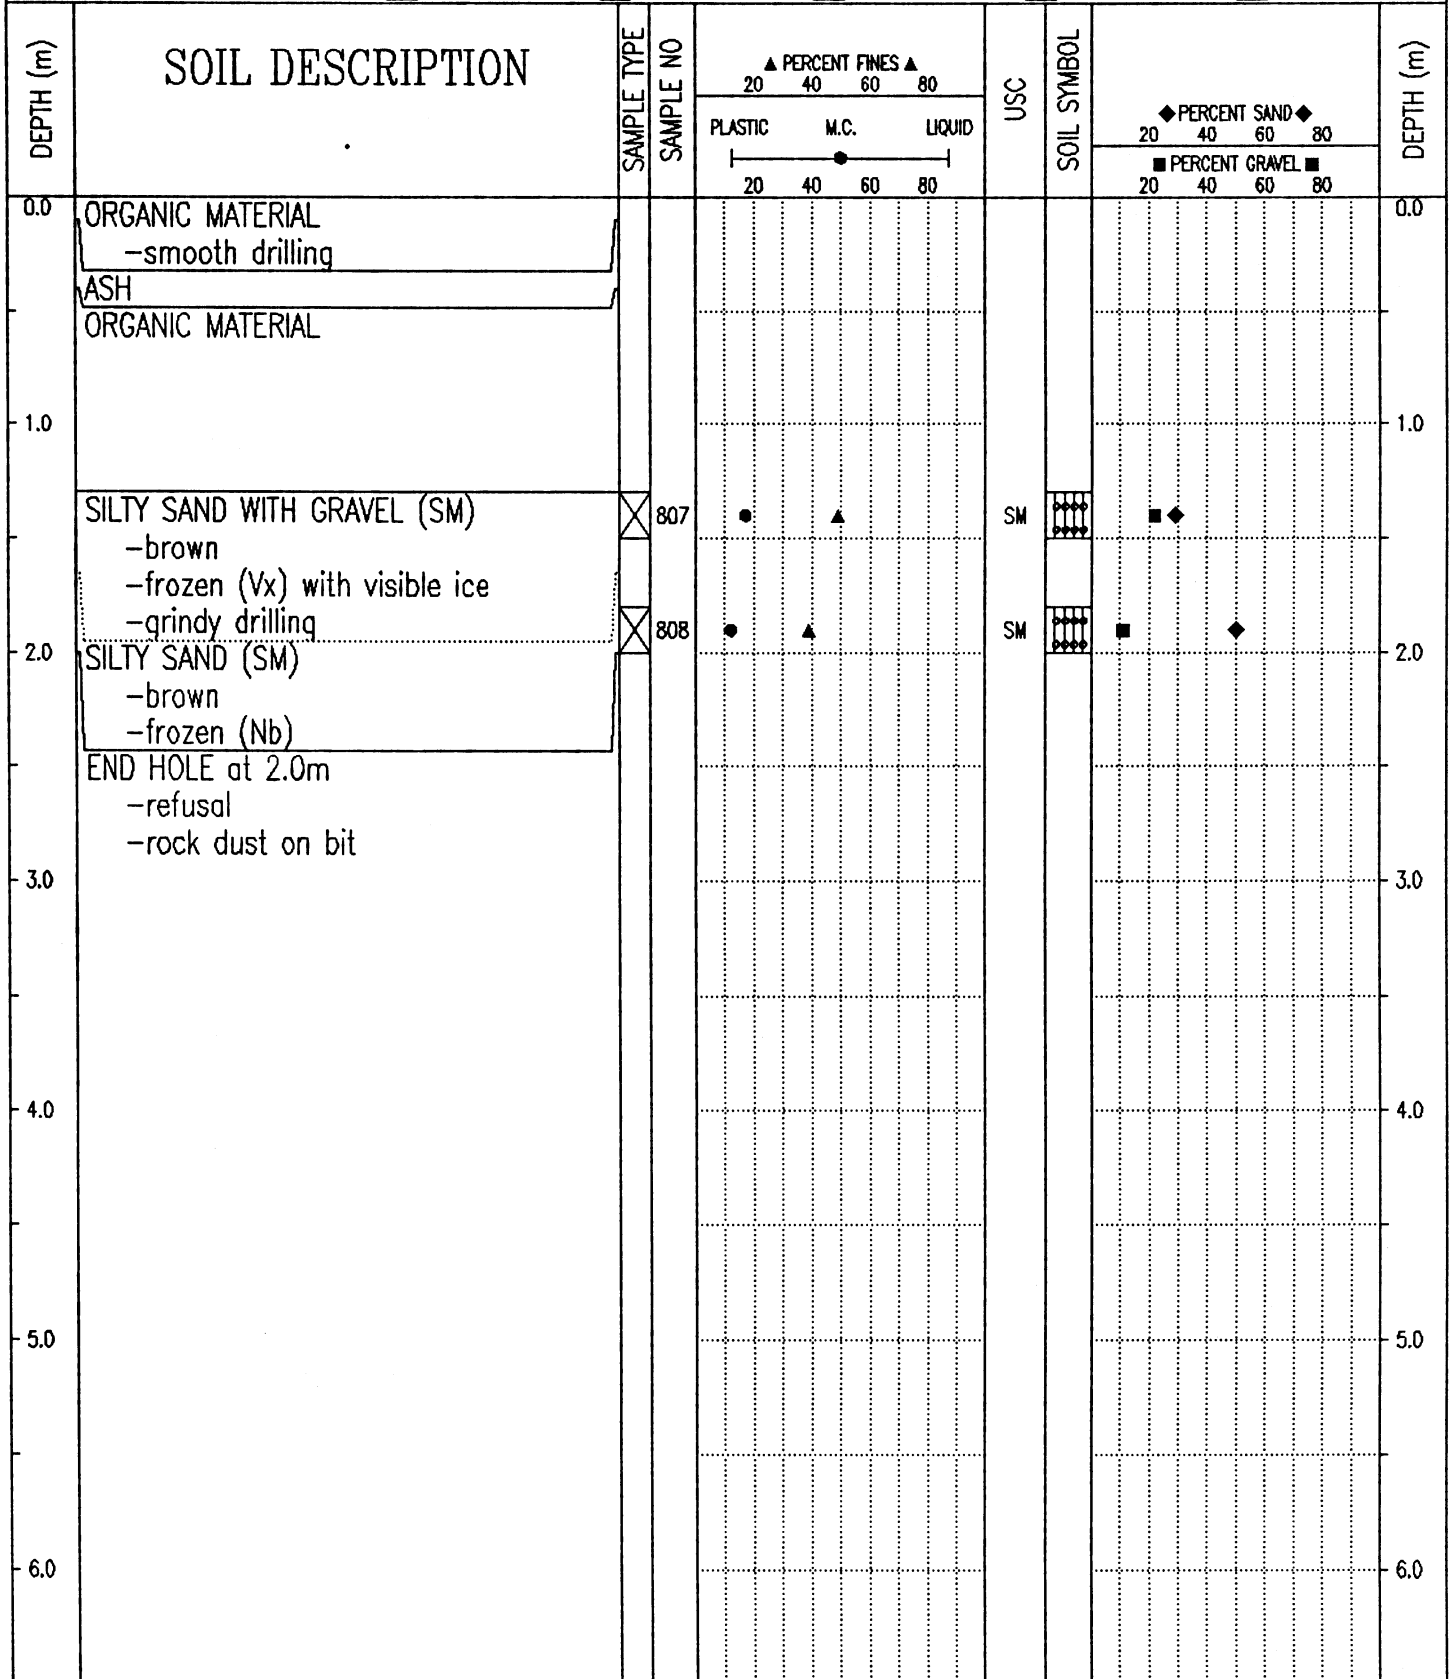 DEPTH (m)
SOIL DESCRIPTION
SAMPLE TYPE
SAMPLE NO
▲ PERCENT FINES ▲
20 40 60 80
PLASTIC M.C. LIQUID
20 40 60 80
USC
SOIL SYMBOL
◆ PERCENT SAND ◆
20 40 60 80
■ PERCENT GRAVEL ■
20 40 60 80
DEPTH (m)
0.0 0.0
ORGANIC MATERIAL
-smooth drilling
ASH
ORGANIC MATERIAL
1.0 1.0
SILTY SAND WITH GRAVEL (SM) 807 SM
-brown
-frozen (Vx) with visible ice
-grindy drilling 808 SM
2.0 2.0
SILTY SAND (SM)
-brown
-frozen (Nb)
END HOLE at 2.0m
-refusal
-rock dust on bit
3.0 3.0
4.0 4.0
5.0 5.0
6.0 6.0